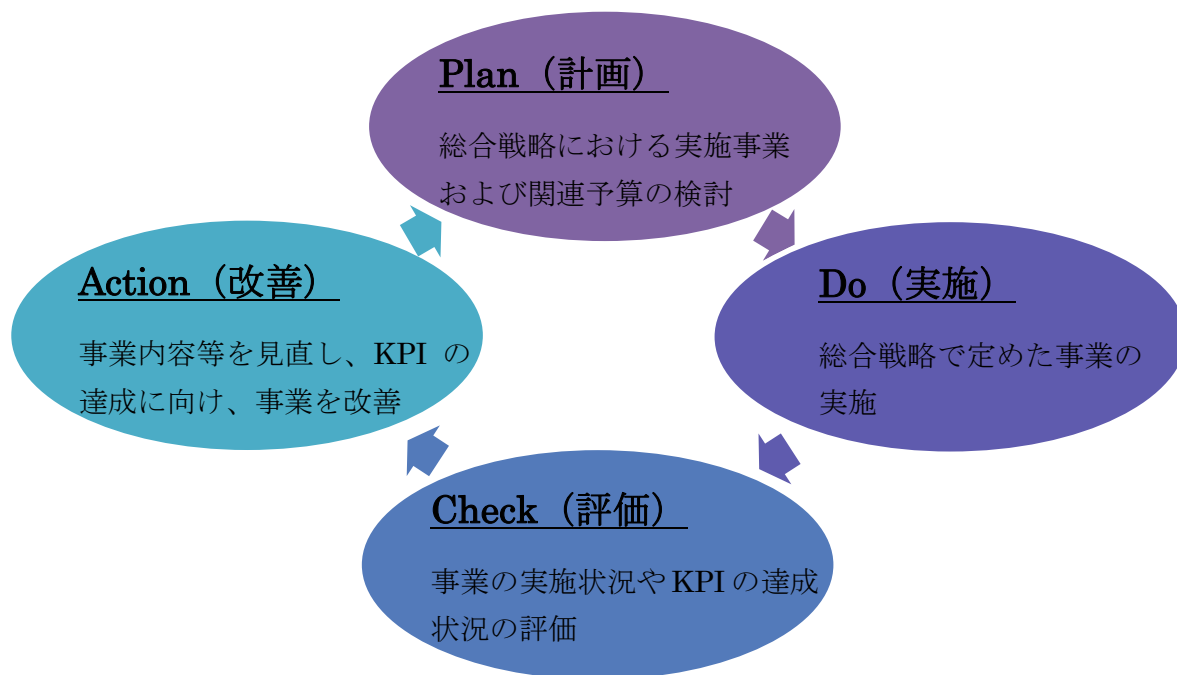 Plan（計画）
総合戦略における実施事業
および関連予算の検討
Do（実施）
総合戦略で定めた事業の
実施
Check（評価）
事業の実施状況や KPI の達成
状況の評価
Action（改善）
事業内容等を見直し、KPI の
達成に向け、事業を改善